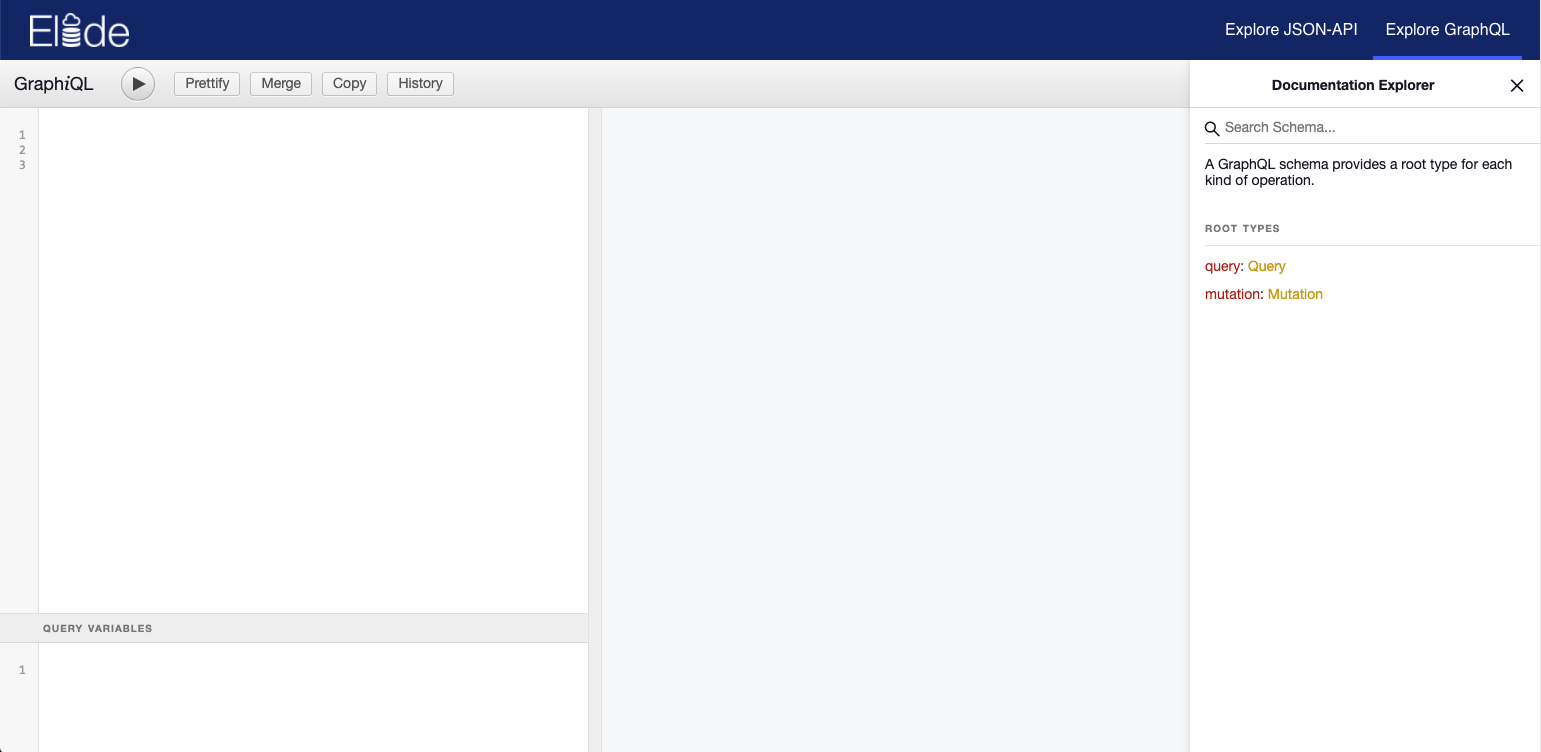 Elide
Explore JSON-API
Explore GraphQL
GraphiQL
Prettify
Merge
Copy
History
Documentation Explorer
1
2
3
Search Schema...
A GraphQL schema provides a root type for each
kind of operation.
ROOT TYPES
query: Query
mutation: Mutation
QUERY VARIABLES
1